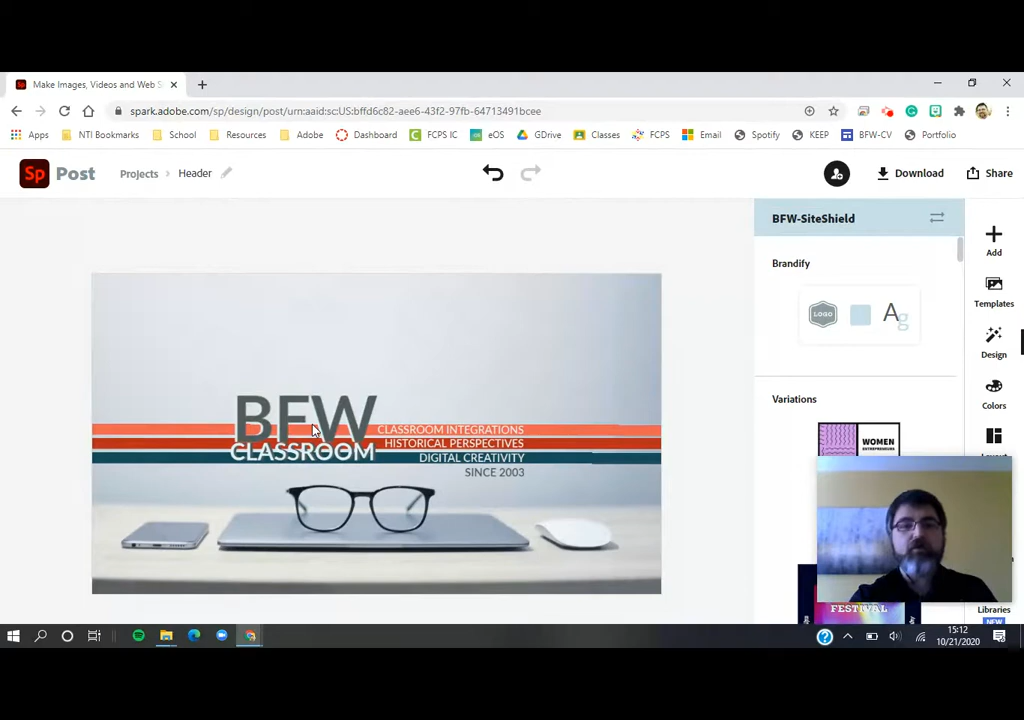 Make Images, Videos and Web S
spark.adobe.com/sp/design/post/urn:aaid:sc:US:bffd6c82-aee6-43f2-97fb-64713491bcee
Apps NTI Bookmarks School Resources Adobe Dashboard FCPS IC eOS GDrive Classes FCPS Email Spotify KEEP BFW-CV Portfolio
Sp Post Projects > Header Download Share
BFW-SiteShield
Add
Brandify
LOGO Ag
Templates
Design
Variations
Colors
BFW
CLASSROOM
CLASSROOM INTEGRATIONS
HISTORICAL PERSPECTIVES
DIGITAL CREATIVITY
SINCE 2003
WOMEN
ENTREPRENEURS
FESTIVAL
Libraries
NEW
15:12
10/21/2020